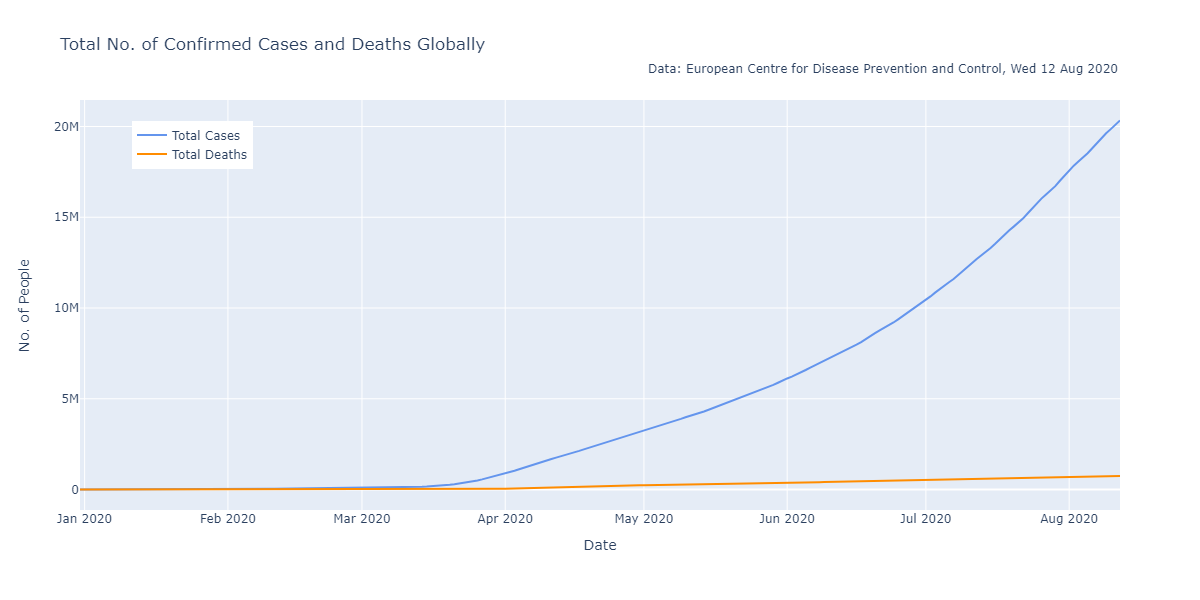 Total No. of Confirmed Cases and Deaths Globally
Data: European Centre for Disease Prevention and Control, Wed 12 Aug 2020
Total Cases
Total Deaths
20M
15M
10M
5M
0
No. of People
Jan 2020 Feb 2020 Mar 2020 Apr 2020 May 2020 Jun 2020 Jul 2020 Aug 2020
Date